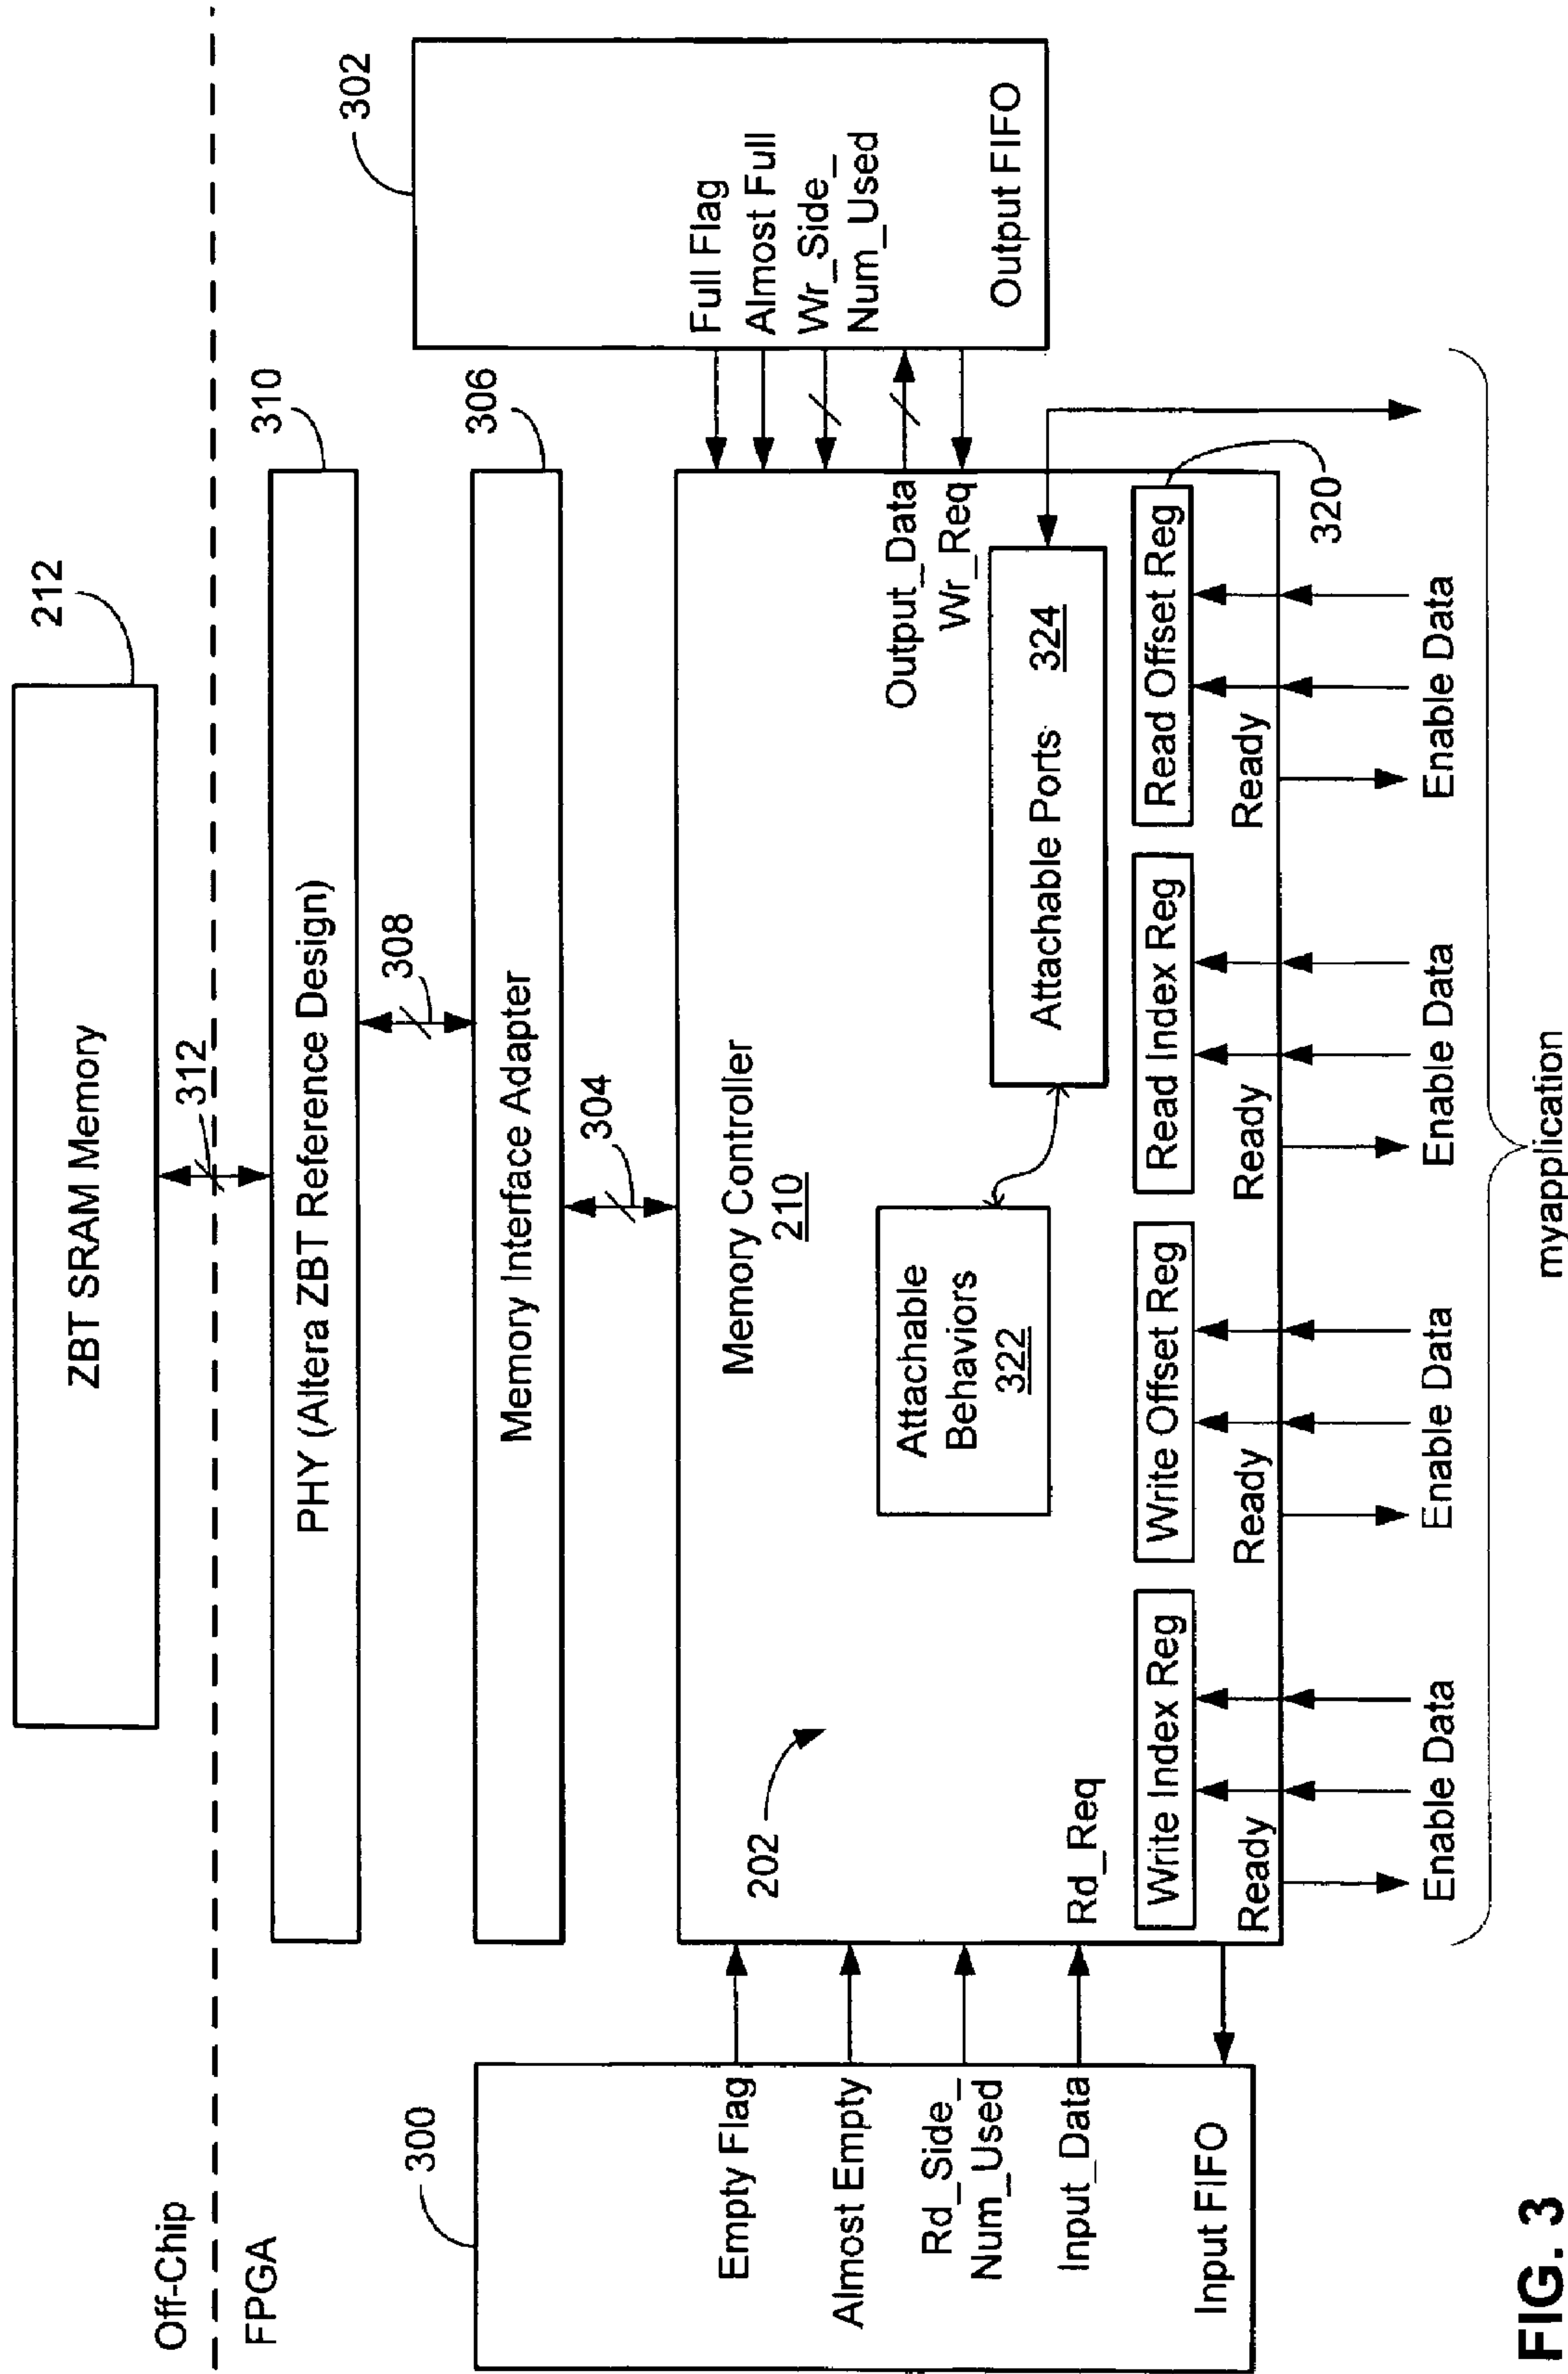 Off-Chip
FPGA
ZBT SRAM Memory
212
312
PHY (Altera ZBT Reference Design)
310
308
Memory Interface Adapter
306
304
300
Empty Flag
Almost Empty
Rd_Side_
Num_Used
Input_Data
Input FIFO
Memory Controller
210
202
Attachable
Behaviors
322
Attachable Ports 324
Rd_Req
Output_Data
Wr_Req
302
Full Flag
Almost Full
Wr_Side_
Num_Used
Output FIFO
Write Index Reg
Write Offset Reg
Read Index Reg
Read Offset Reg
320
Ready
Ready
Ready
Ready
Enable Data
Enable Data
Enable Data
Enable Data
myapplication
FIG. 3